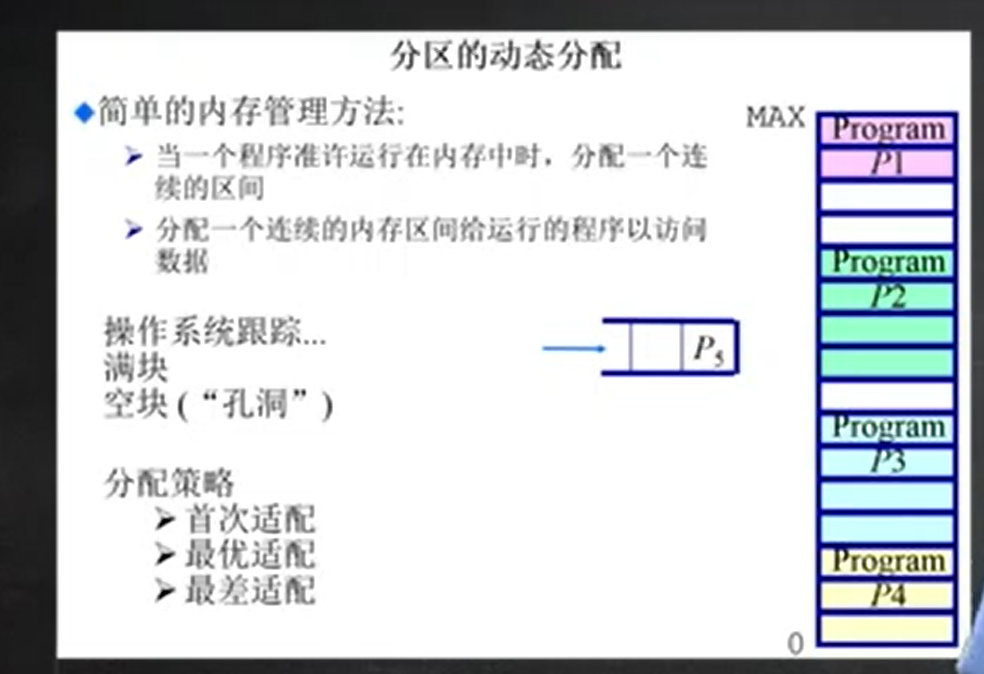 分区的动态分配
简单的内存管理方法:
当一个程序准许运行在内存中时，分配一个连
续的区间
分配一个连续的内存区间给运行的程序以访问
数据
操作系统跟踪...
满块
空块 (“孔洞”)
分配策略
首次适配
最优适配
最差适配
P5
MAX
Program
P1
Program
P2
Program
P3
Program
P4
0